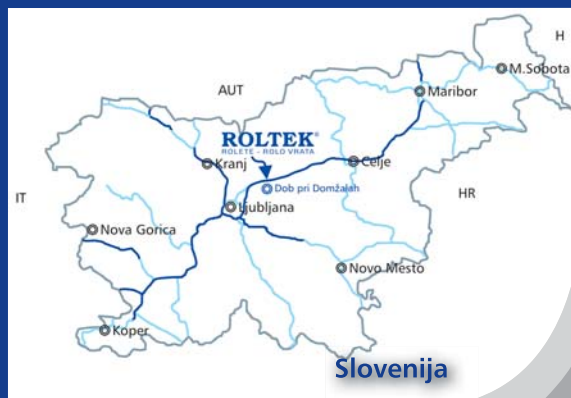 H
M.Sobota
AUT
Maribor
ROLTEK®
ROLETE - ROLO VRATA
Kranj
Celje
Dob pri Domžalah
IT
HR
Ljubljana
Nova Gorica
Novo Mesto
Koper
Slovenija